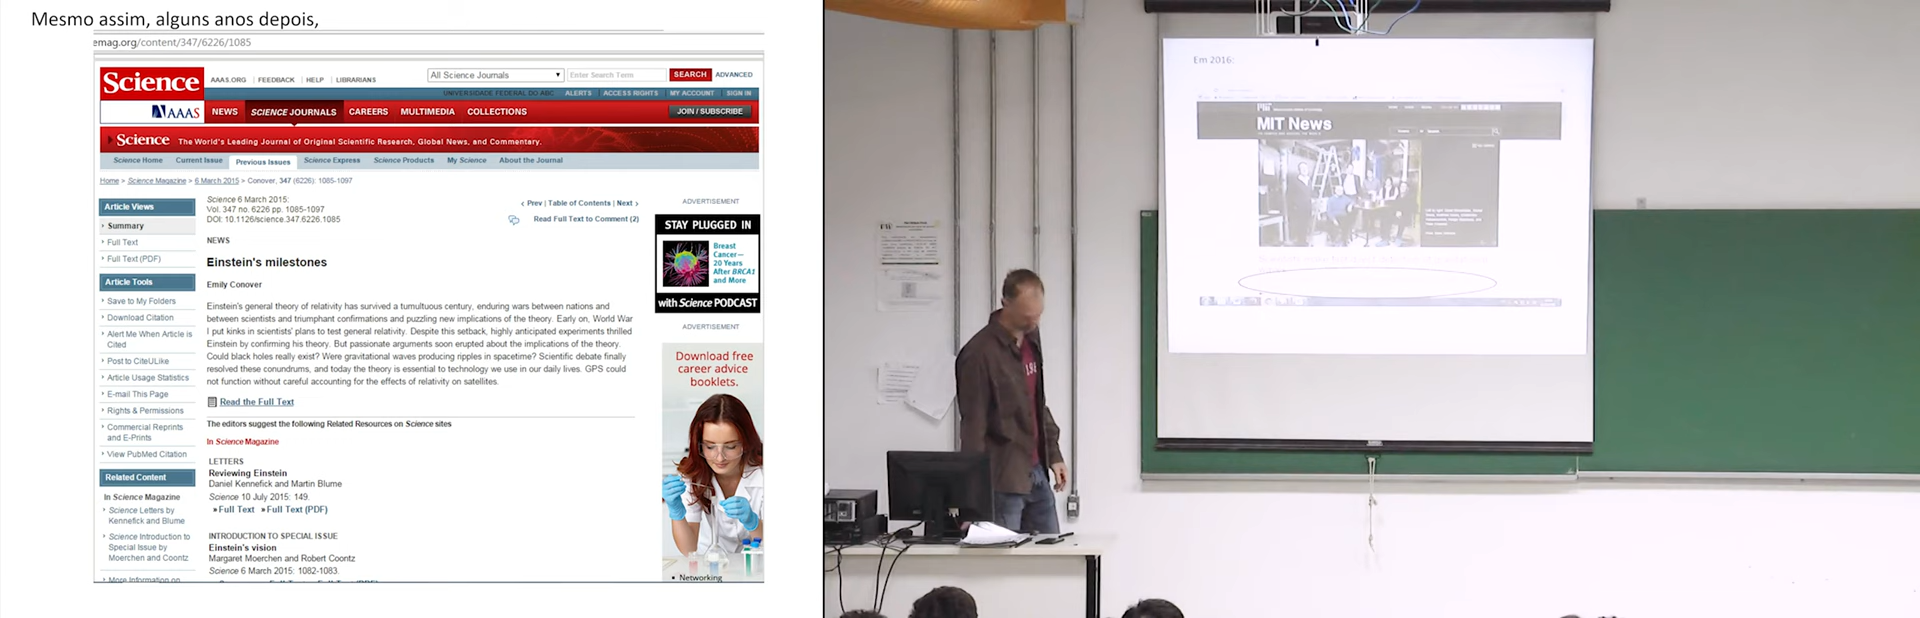 Mesmo assim, alguns anos depois,
emag.org/content/347/6226/1085
Science
AAAS.ORG | FEEDBACK | HELP | LIBRARIANS
All Science Journals
Enter Search Term
SEARCH
ADVANCED
UNIVERSIDADE FEDERAL DO ABC
ALERTS | ACCESS RIGHTS | MY ACCOUNT | SIGN IN
AAAS
NEWS
SCIENCE JOURNALS
CAREERS
MULTIMEDIA
COLLECTIONS
JOIN / SUBSCRIBE
Science The World's Leading Journal of Original Scientific Research, Global News, and Commentary.
Science Home
Current Issue
Previous Issues
Science Express
Science Products
My Science
About the Journal
Home > Science Magazine > 6 March 2015 > Conover, 347 (6226): 1085-1097
Article Views
Summary
Full Text
Full Text (PDF)
Article Tools
Save to My Folders
Download Citation
Alert Me When Article is
Cited
Post to CiteULike
Article Usage Statistics
E-mail This Page
Rights & Permissions
Commercial Reprints
and E-Prints
View PubMed Citation
Related Content
In Science Magazine
Science Letters by
Kennefick and Blume
Science Introduction to
Special Issue by
Moerchen and Coontz
More Information on
Science 6 March 2015:
Vol. 347 no. 6226 pp. 1085-1097
DOI: 10.1126/science.347.6226.1085
< Prev | Table of Contents | Next >
Read Full Text to Comment (2)
NEWS
Einstein's milestones
Emily Conover
Einstein's general theory of relativity has survived a tumultuous century, enduring wars between nations and
between scientists and triumphant confirmations and puzzling new implications of the theory. Early on, World War
I put kinks in scientists' plans to test general relativity. Despite this setback, highly anticipated experiments thrilled
Einstein by confirming his theory. But passionate arguments soon erupted about the implications of the theory.
Could black holes really exist? Were gravitational waves producing ripples in spacetime? Scientific debate finally
resolved these conundrums, and today the theory is essential to technology we use in our daily lives. GPS could
not function without careful accounting for the effects of relativity on satellites.
Read the Full Text
The editors suggest the following Related Resources on Science sites
In Science Magazine
LETTERS
Reviewing Einstein
Daniel Kennefick and Martin Blume
Science 10 July 2015: 149.
»Full Text »Full Text (PDF)
INTRODUCTION TO SPECIAL ISSUE
Einstein's vision
Margaret Moerchen and Robert Coontz
Science 6 March 2015: 1082-1083.
ADVERTISEMENT
STAY PLUGGED IN
Breast
Cancer—
20 Years
After BRCA1
and More
with Science PODCAST
ADVERTISEMENT
Download free
career advice
booklets.
• Networking
Em 2016:
MIT News